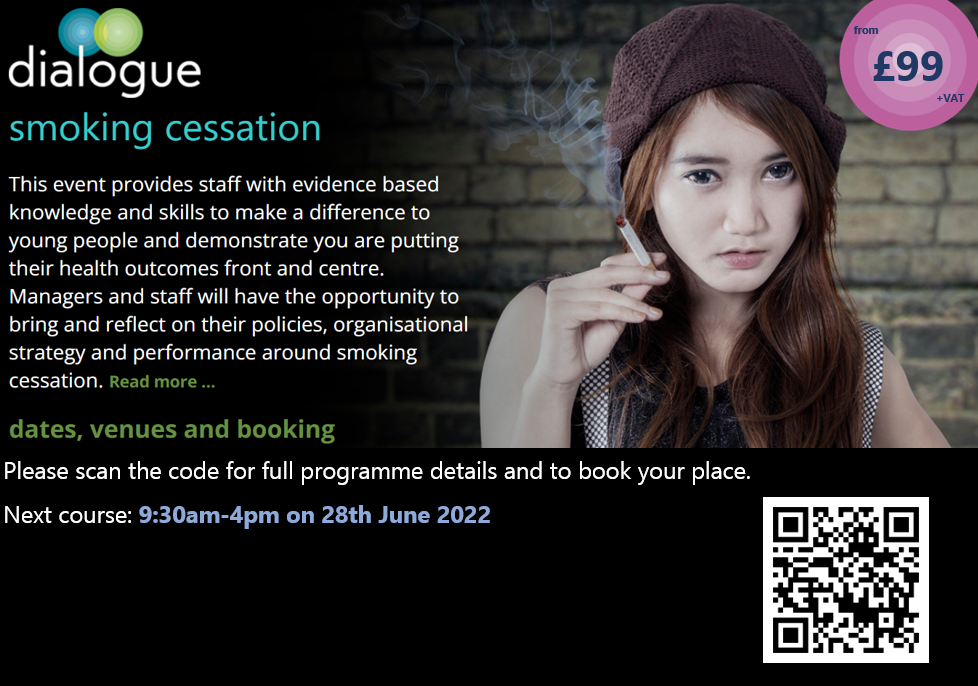 dialogue
from
£99
+VAT
smoking cessation
This event provides staff with evidence based
knowledge and skills to make a difference to
young people and demonstrate you are putting
their health outcomes front and centre.
Managers and staff will have the opportunity to
bring and reflect on their policies, organisational
strategy and performance around smoking
cessation. Read more ...
dates, venues and booking
Please scan the code for full programme details and to book your place.
Next course: 9:30am-4pm on 28th June 2022